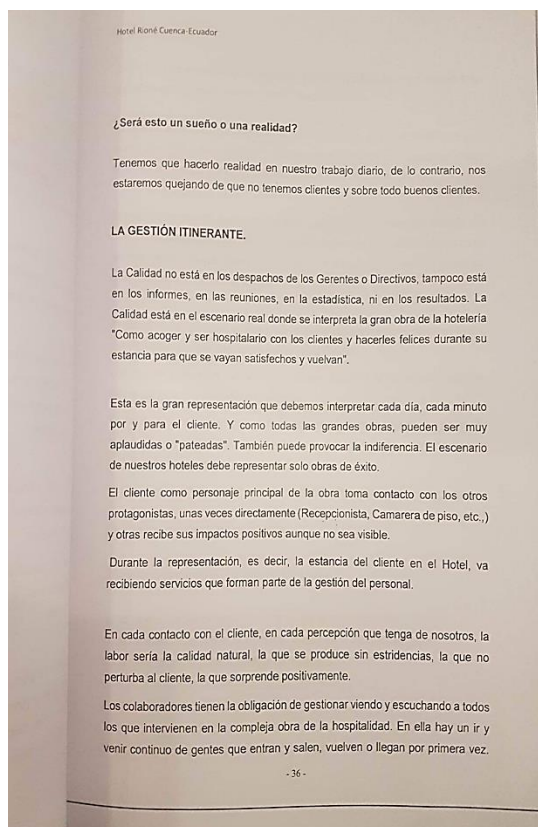 Hotel Rioné Cuenca-Ecuador
¿Será esto un sueño o una realidad?
Tenemos que hacerlo realidad en nuestro trabajo diario, de lo contrario, nos
estaremos quejando de que no tenemos clientes y sobre todo buenos clientes.
LA GESTIÓN ITINERANTE.
La Calidad no está en los despachos de los Gerentes o Directivos, tampoco está
en los informes, en las reuniones, en la estadística, ni en los resultados. La
Calidad está en el escenario real donde se interpreta la gran obra de la hotelería
"Como acoger y ser hospitalario con los clientes y hacerles felices durante su
estancia para que se vayan satisfechos y vuelvan".
Esta es la gran representación que debemos interpretar cada día, cada minuto
por y para el cliente. Y como todas las grandes obras, pueden ser muy
aplaudidas o "pateadas". También puede provocar la indiferencia. El escenario
de nuestros hoteles debe representar solo obras de éxito.
El cliente como personaje principal de la obra toma contacto con los otros
protagonistas, unas veces directamente (Recepcionista, Camarera de piso, etc.,)
y otras recibe sus impactos positivos aunque no sea visible.
Durante la representación, es decir, la estancia del cliente en el Hotel, va
recibiendo servicios que forman parte de la gestión del personal.
En cada contacto con el cliente, en cada percepción que tenga de nosotros, la
labor sería la calidad natural, la que se produce sin estridencias, la que no
perturba al cliente, la que sorprende positivamente.
Los colaboradores tienen la obligación de gestionar viendo y escuchando a todos
los que intervienen en la compleja obra de la hospitalidad. En ella hay un ir y
venir continuo de gentes que entran y salen, vuelven o llegan por primera vez.
- 36 -